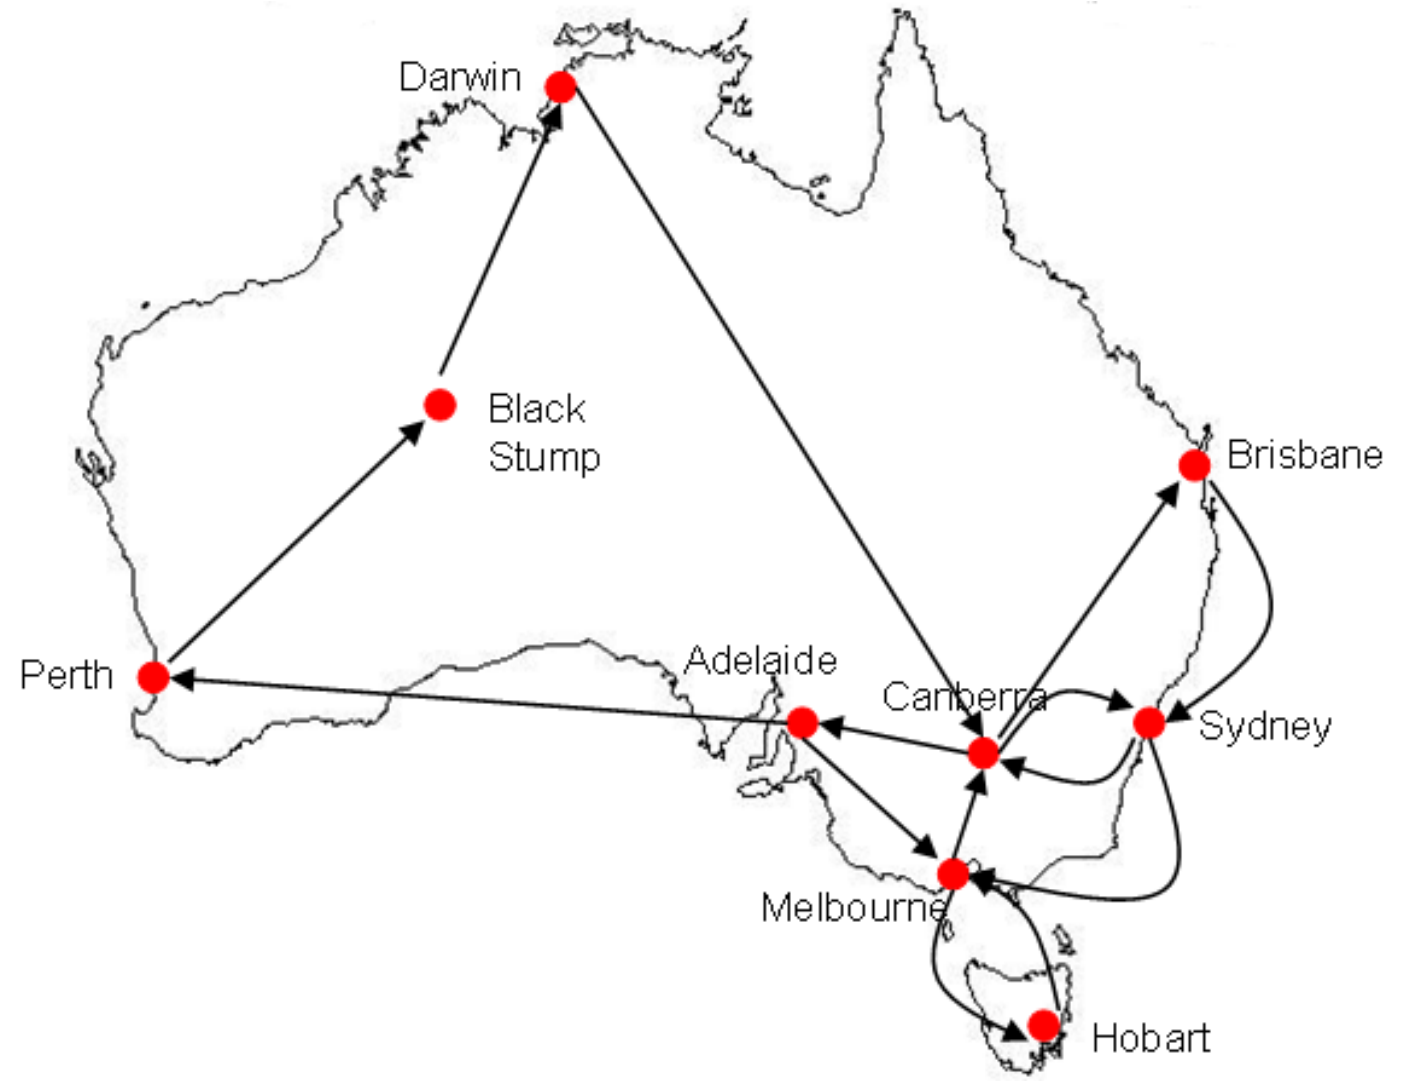 Darwin
Black
Stump
Brisbane
Perth
Adelaide
Canberra
Sydney
Melbourne
Hobart